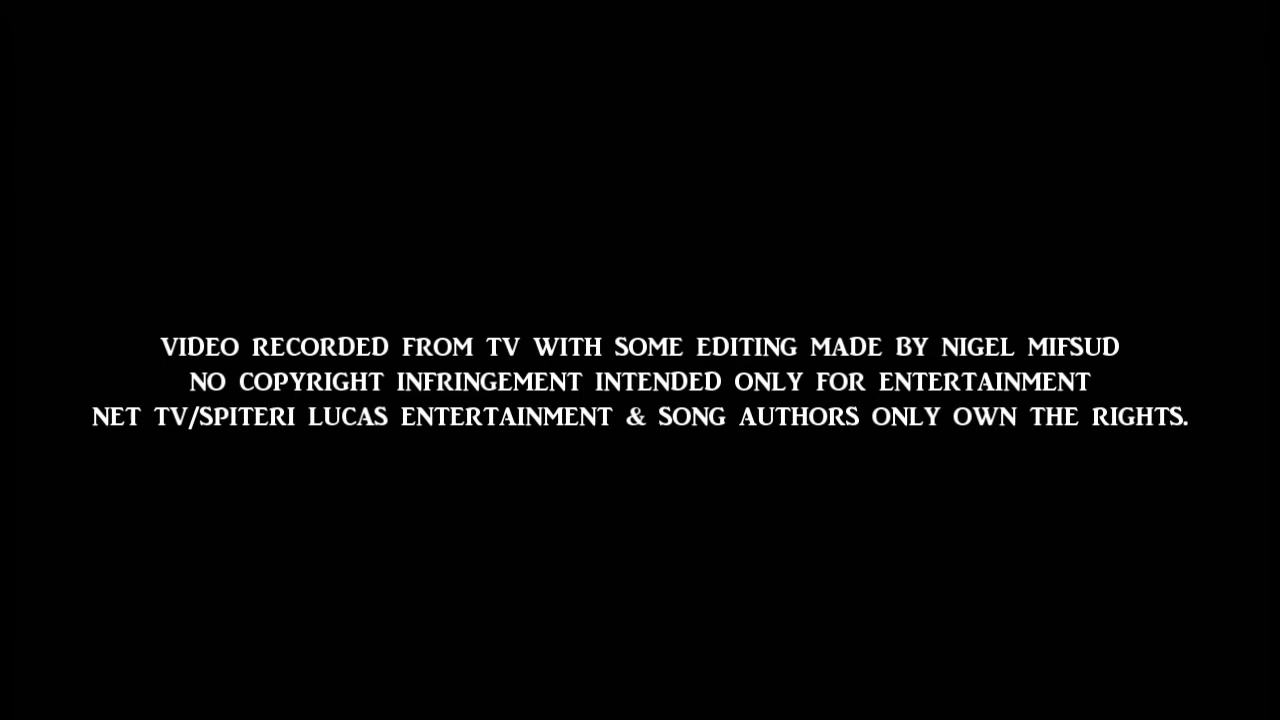 VIDEO RECORDED FROM TV WITH SOME EDITING MADE BY NIGEL MIFSUD
NO COPYRIGHT INFRINGEMENT INTENDED ONLY FOR ENTERTAINMENT
NET TV/SPITERI LUCAS ENTERTAINMENT & SONG AUTHORS ONLY OWN THE RIGHTS.